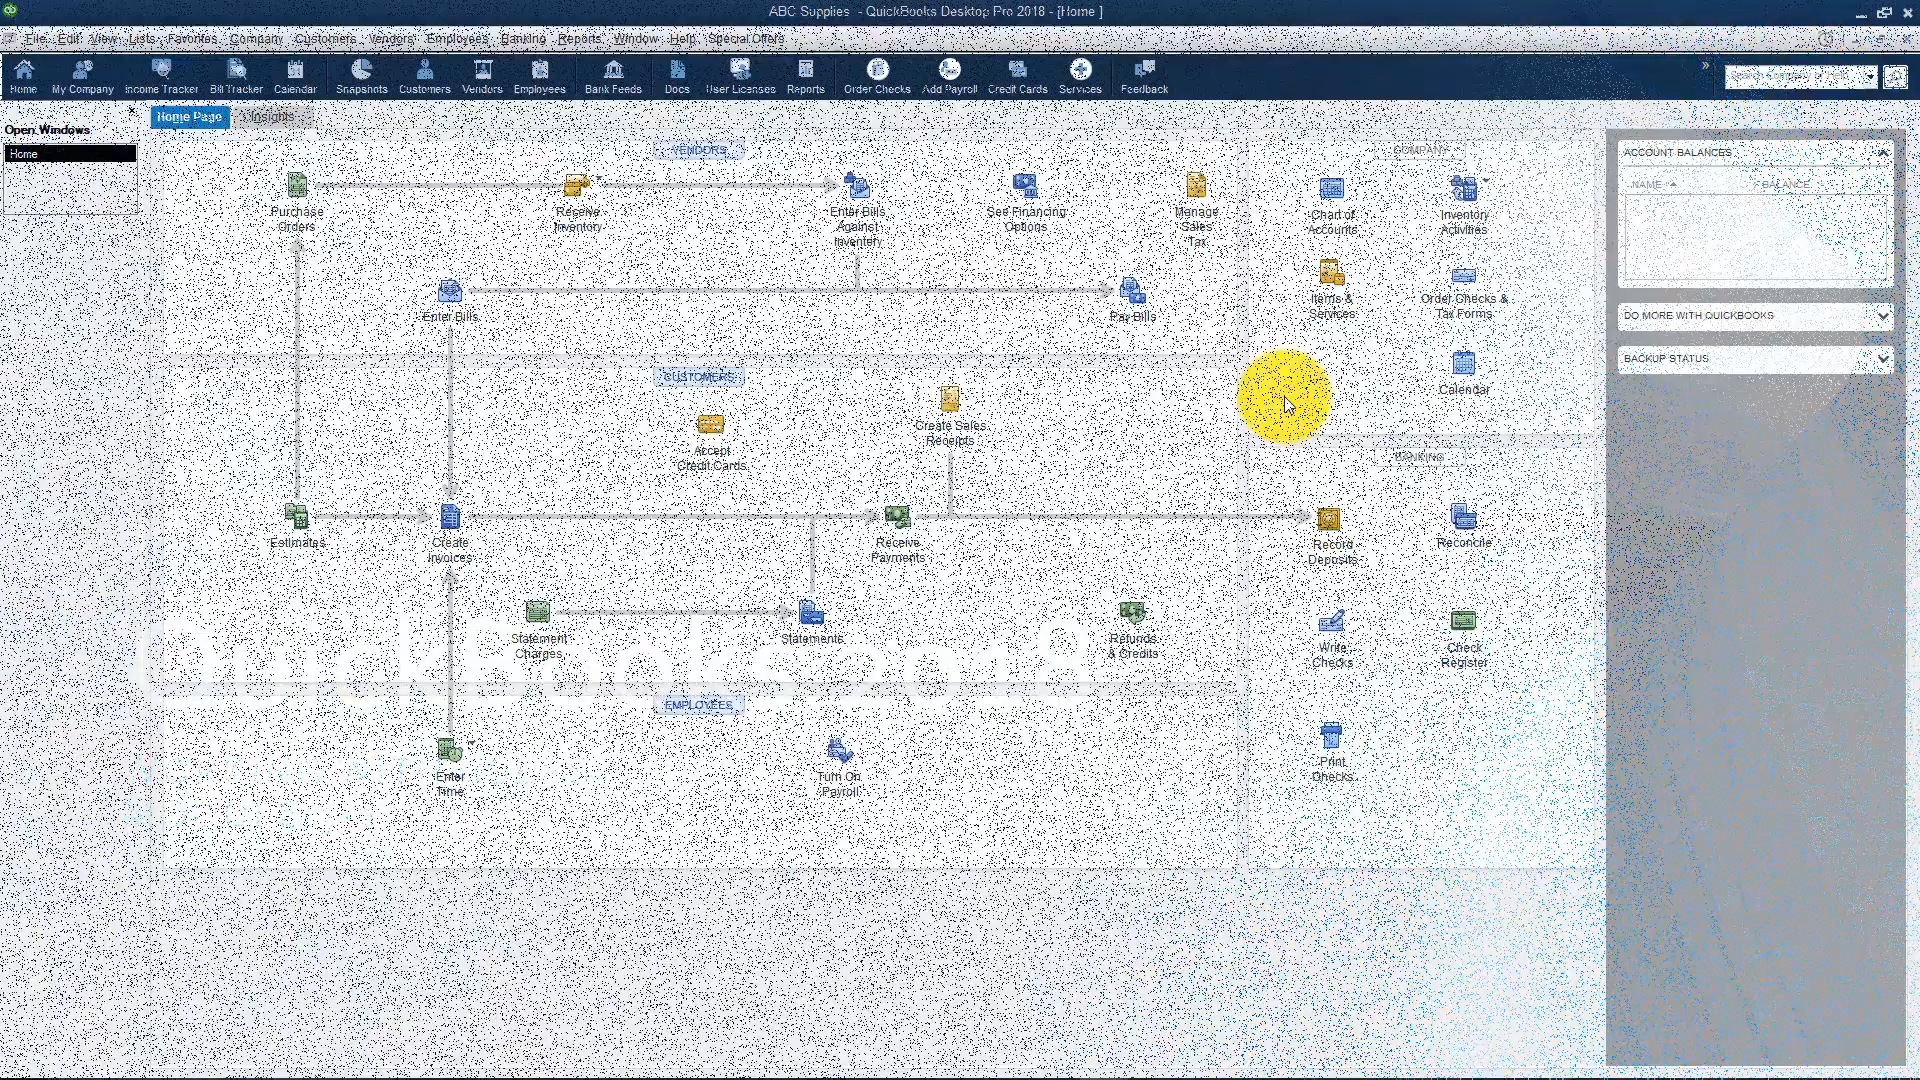 ABC Supplies - QuickBooks Desktop Pro 2018 - [Home ]
File Edit View Lists Favorites Company Customers Vendors Employees Banking Reports Window Help Special Offers
Home My Company Income Tracker Bill Tracker Calendar Snapshots Customers Vendors Employees Bank Feeds Docs User Licenses Reports Order Checks Add Payroll Credit Cards Services Feedback
Open Windows
Home
Home Page Insights
VENDORS
Purchase
Orders
Receive
Inventory
Enter Bills
Against
Inventory
See Financing
Options
Manage
Sales
Tax
Enter Bills
Pay Bills
CUSTOMERS
Create Sales
Receipts
Accept
Credit Cards
Estimates
Create
Invoices
Receive
Payments
Statement
Charges
Statements
Refunds
& Credits
EMPLOYEES
Enter
Time
Turn On
Payroll
COMPANY
Chart of
Accounts
Inventory
Activities
Items &
Services
Order Checks &
Tax Forms
Calendar
BANKING
Record
Deposits
Reconcile
Write
Checks
Check
Register
Print
Checks
ACCOUNT BALANCES
NAME BALANCE
DO MORE WITH QUICKBOOKS
BACKUP STATUS